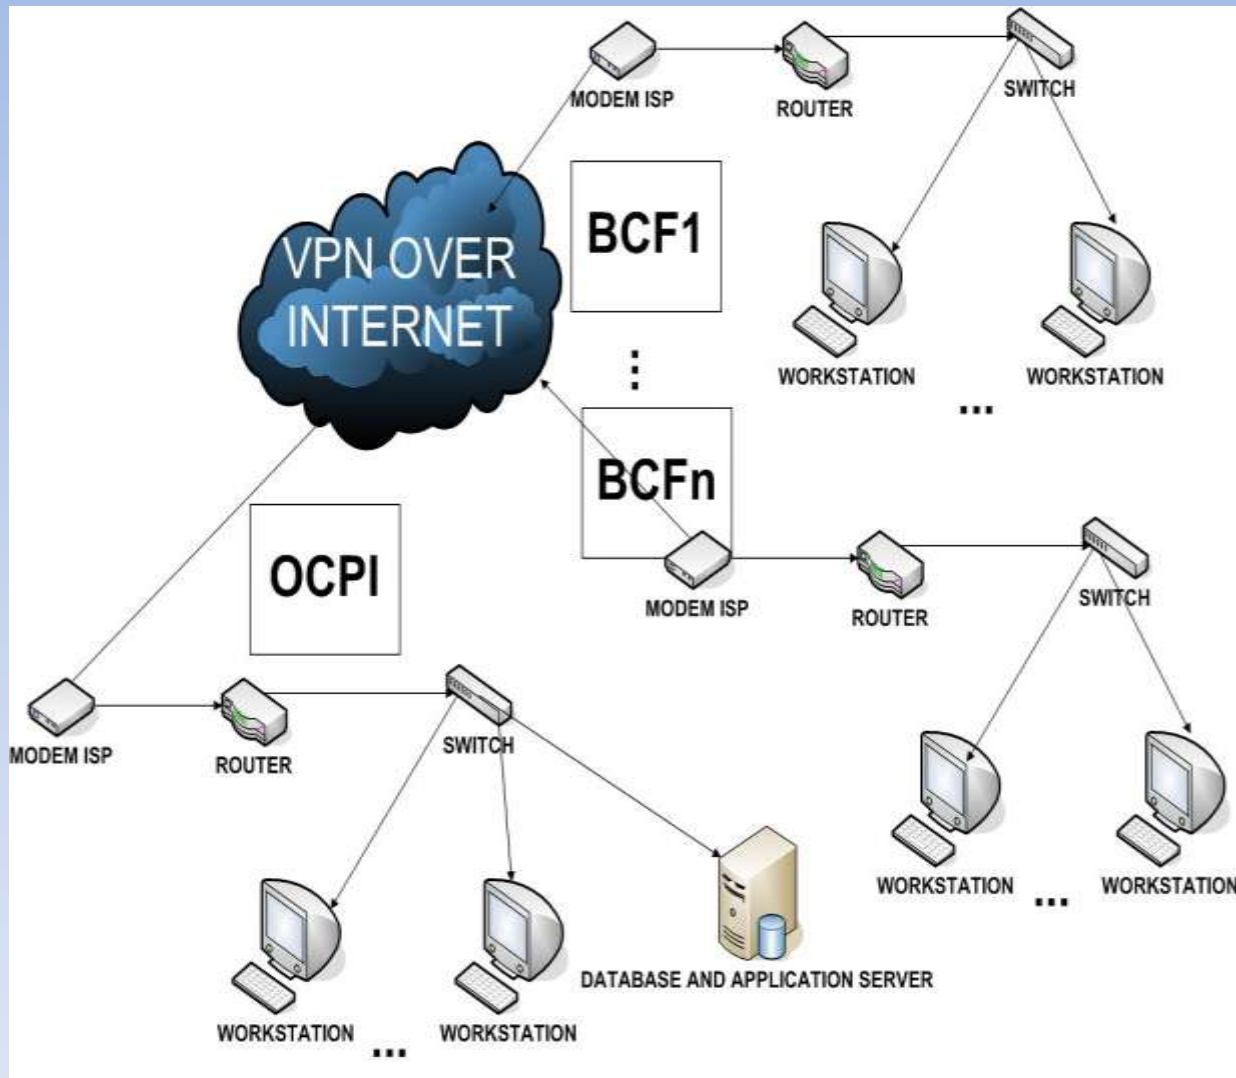 MODEM ISP
ROUTER
SWITCH
VPN OVER
INTERNET
BCF1
⋮
WORKSTATION
WORKSTATION
...
BCFn
MODEM ISP
ROUTER
SWITCH
OCPI
MODEM ISP
ROUTER
SWITCH
WORKSTATION
WORKSTATION
...
DATABASE AND APPLICATION SERVER
WORKSTATION
WORKSTATION
...